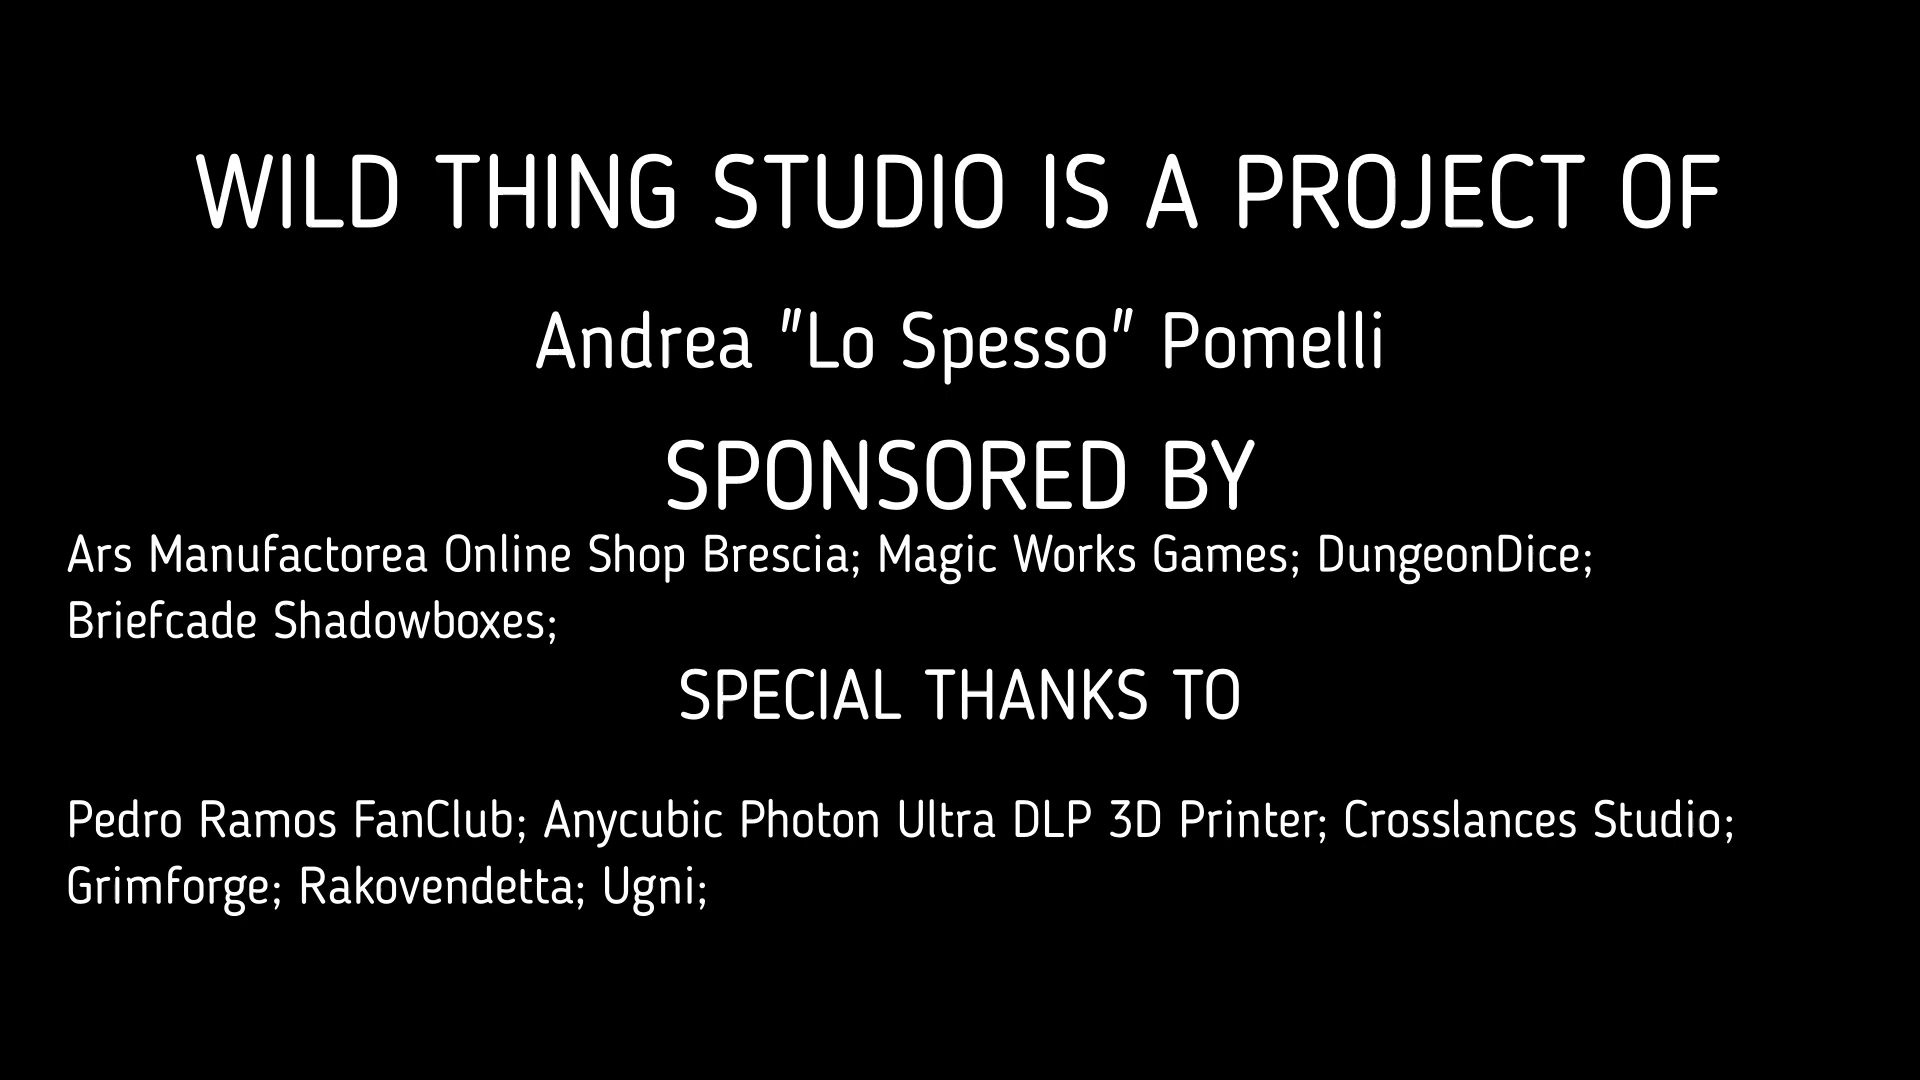 WILD THING STUDIO IS A PROJECT OF
Andrea "Lo Spesso" Pomelli
SPONSORED BY
Ars Manufactorea Online Shop Brescia; Magic Works Games; DungeonDice;
Briefcade Shadowboxes;
SPECIAL THANKS TO
Pedro Ramos FanClub; Anycubic Photon Ultra DLP 3D Printer; Crosslances Studio;
Grimforge; Rakovendetta; Ugni;